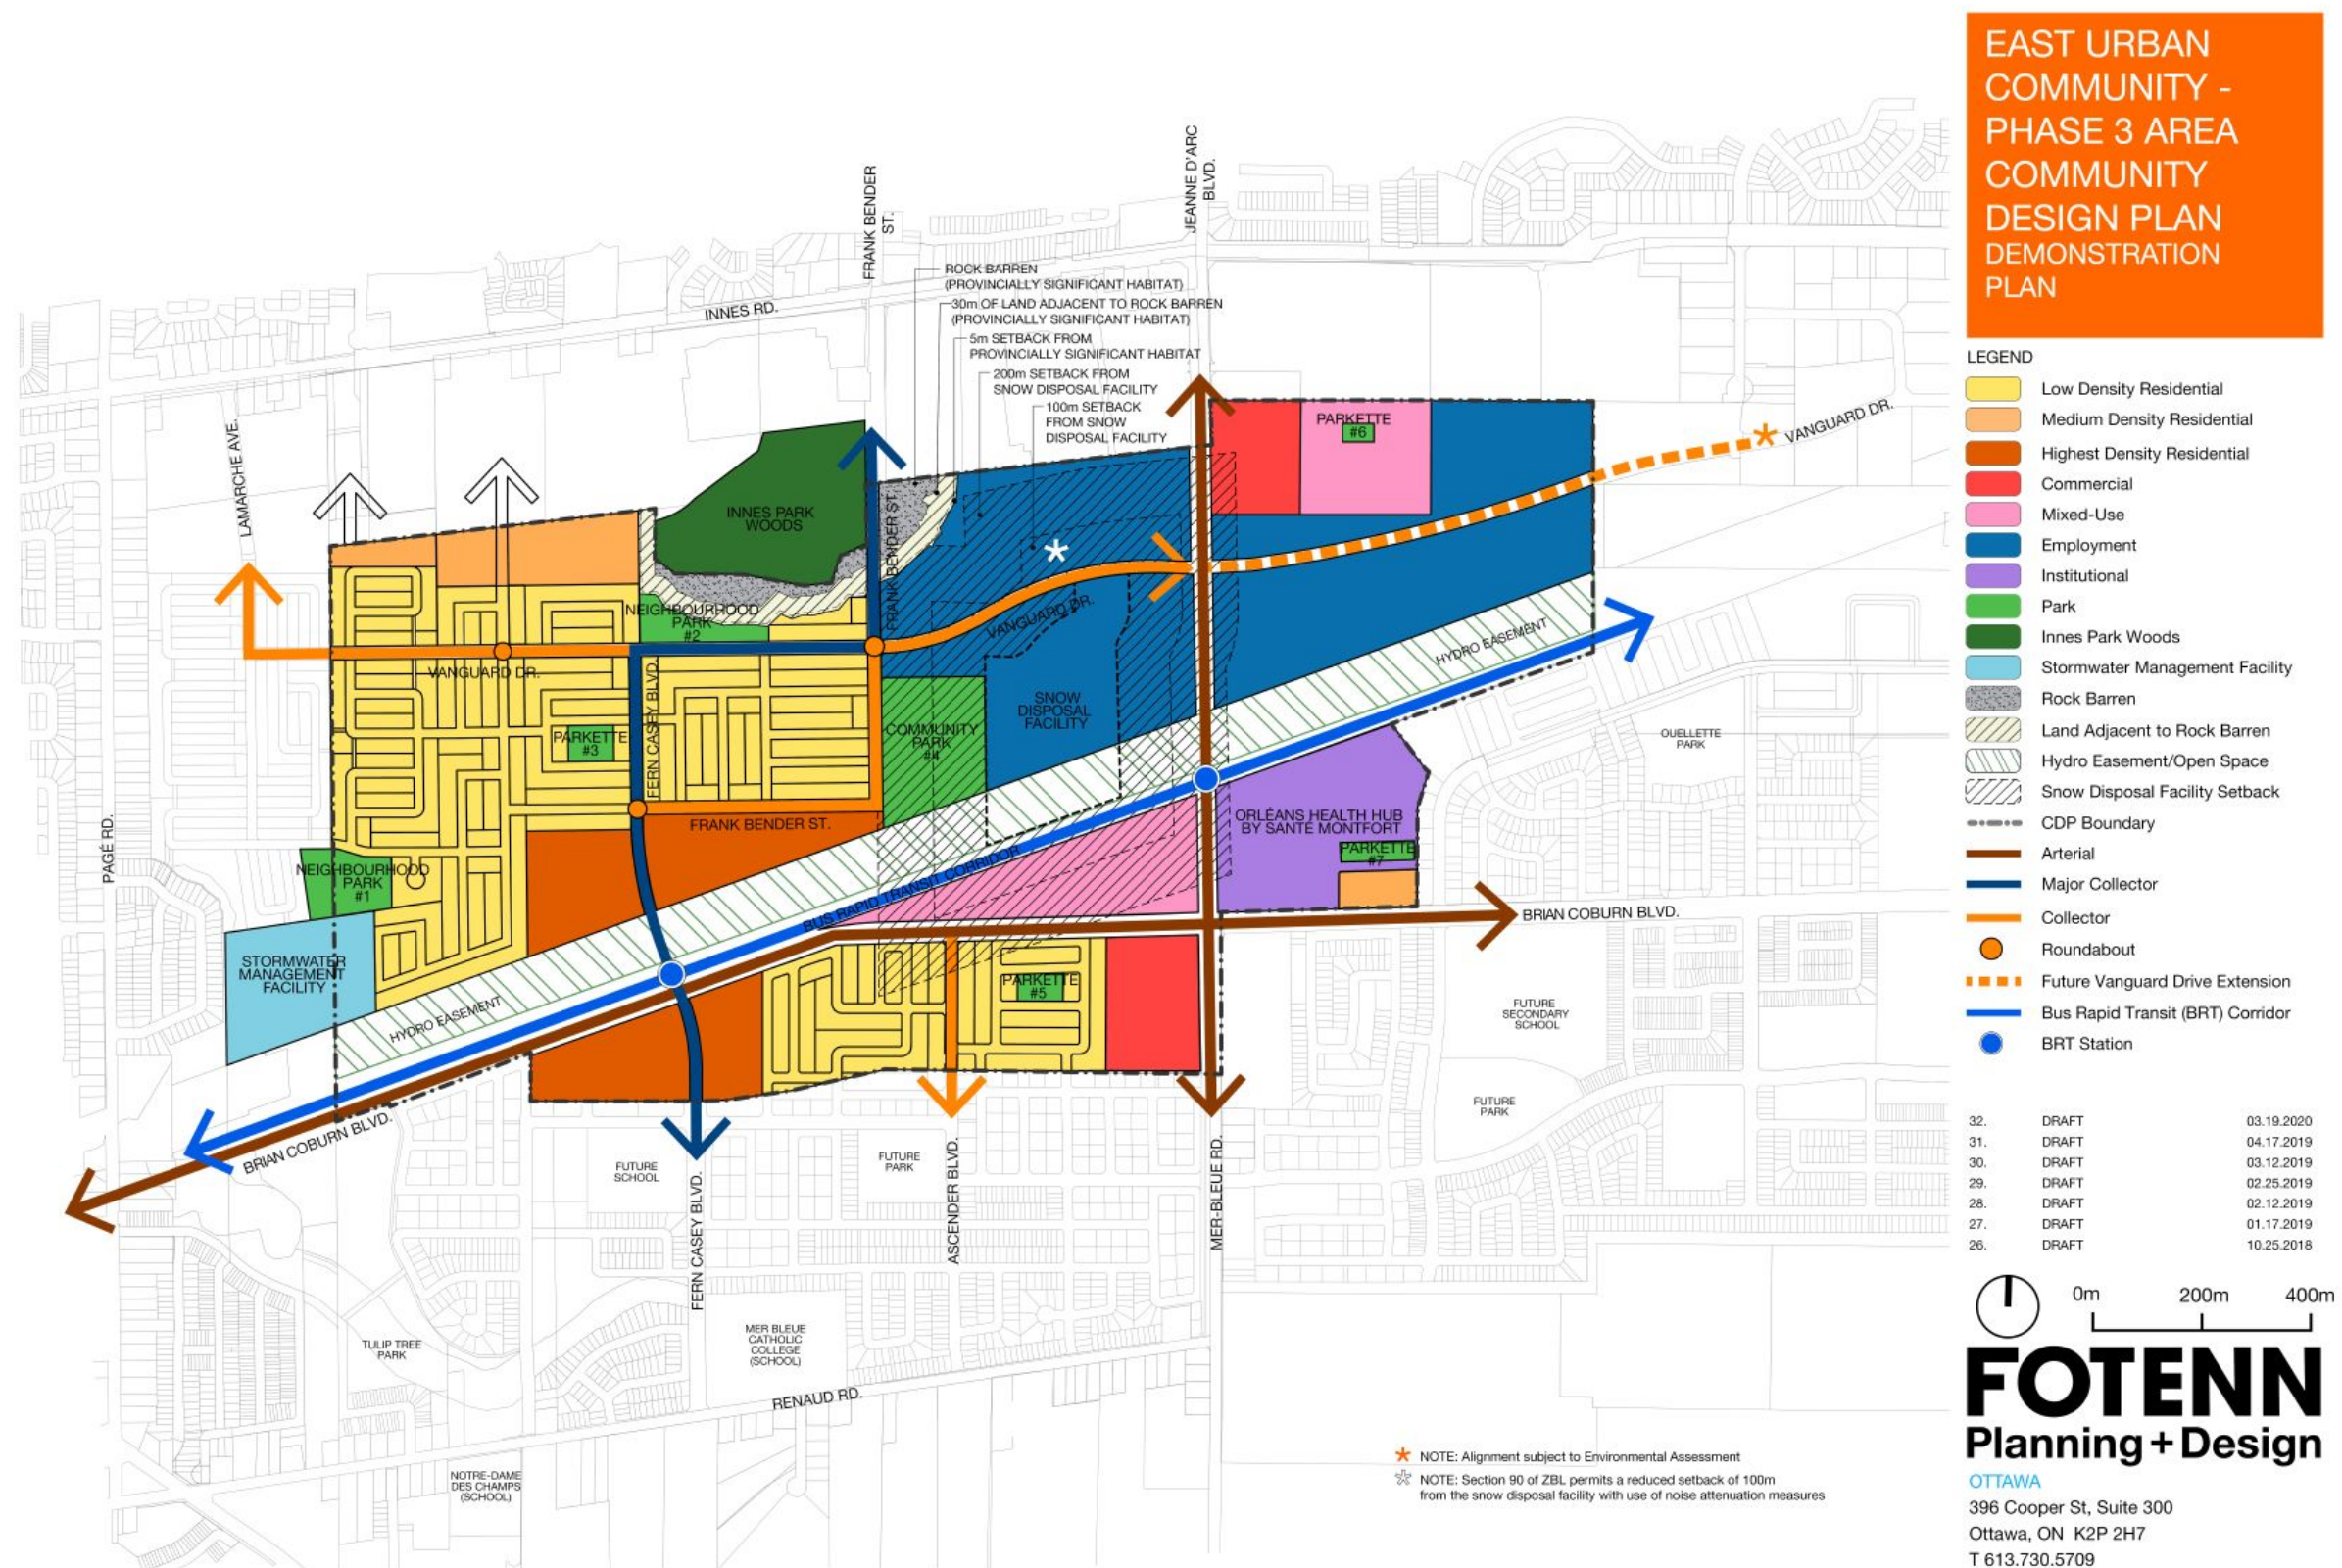 EAST URBAN
COMMUNITY -
PHASE 3 AREA
COMMUNITY
DESIGN PLAN
DEMONSTRATION
PLAN
LEGEND
Low Density Residential
Medium Density Residential
Highest Density Residential
Commercial
Mixed-Use
Employment
Institutional
Park
Innes Park Woods
Stormwater Management Facility
Rock Barren
Land Adjacent to Rock Barren
Hydro Easement/Open Space
Snow Disposal Facility Setback
CDP Boundary
Arterial
Major Collector
Collector
Roundabout
Future Vanguard Drive Extension
Bus Rapid Transit (BRT) Corridor
BRT Station
32. DRAFT 03.19.2020
31. DRAFT 04.17.2019
30. DRAFT 03.12.2019
29. DRAFT 02.25.2019
28. DRAFT 02.12.2019
27. DRAFT 01.17.2019
26. DRAFT 10.25.2018
0m 200m 400m
FOTENN
Planning + Design
OTTAWA
396 Cooper St, Suite 300
Ottawa, ON K2P 2H7
T 613.730.5709
FRANK BENDER
ST.
JEANNE D'ARC
BLVD.
INNES RD.
ROCK BARREN
(PROVINCIALLY SIGNIFICANT HABITAT)
30m OF LAND ADJACENT TO ROCK BARREN
(PROVINCIALLY SIGNIFICANT HABITAT)
5m SETBACK FROM
PROVINCIALLY SIGNIFICANT HABITAT
200m SETBACK FROM
SNOW DISPOSAL FACILITY
100m SETBACK
FROM SNOW
DISPOSAL FACILITY
LAMARCHE AVE.
PARKETTE
#6
VANGUARD DR.
INNES PARK
WOODS
FRANK BENDER ST.
NEIGHBOURHOOD
PARK
#2
VANGUARD DR.
VANGUARD DR.
HYDRO EASEMENT
FERN CASEY BLVD.
PARKETTE
#3
COMMUNITY
PARK
#4
SNOW
DISPOSAL
FACILITY
OUELLETTE
PARK
PAGÉ RD.
FRANK BENDER ST.
ORLÉANS HEALTH HUB
BY SANTÉ MONTFORT
PARKETTE
#7
NEIGHBOURHOOD
PARK
#1
BUS RAPID TRANSIT CORRIDOR
BRIAN COBURN BLVD.
STORMWATER
MANAGEMENT
FACILITY
HYDRO EASEMENT
PARKETTE
#5
FUTURE
SECONDARY
SCHOOL
FUTURE
PARK
BRIAN COBURN BLVD.
FUTURE
SCHOOL
FUTURE
PARK
FERN CASEY BLVD.
ASCENDER BLVD.
MER-BLEUE RD.
TULIP TREE
PARK
MER BLEUE
CATHOLIC
COLLEGE
(SCHOOL)
RENAUD RD.
NOTRE-DAME
DES CHAMPS
(SCHOOL)
NOTE: Alignment subject to Environmental Assessment
NOTE: Section 90 of ZBL permits a reduced setback of 100m
from the snow disposal facility with use of noise attenuation measures